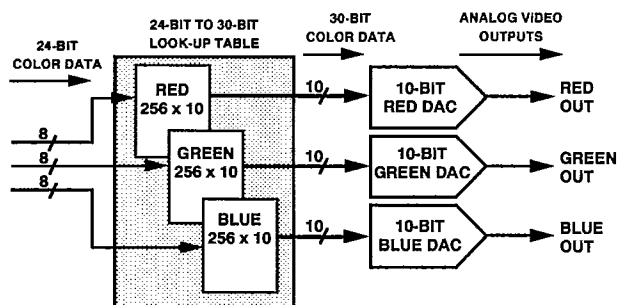 24-BIT
COLOR DATA
24-BIT TO 30-BIT
LOOK-UP TABLE
30-BIT
COLOR DATA
ANALOG VIDEO
OUTPUTS
RED
256 x 10
10
10-BIT
RED DAC
RED
OUT
8
8
8
GREEN
256 x 10
10
10-BIT
GREEN DAC
GREEN
OUT
BLUE
256 x 10
10
10-BIT
BLUE DAC
BLUE
OUT